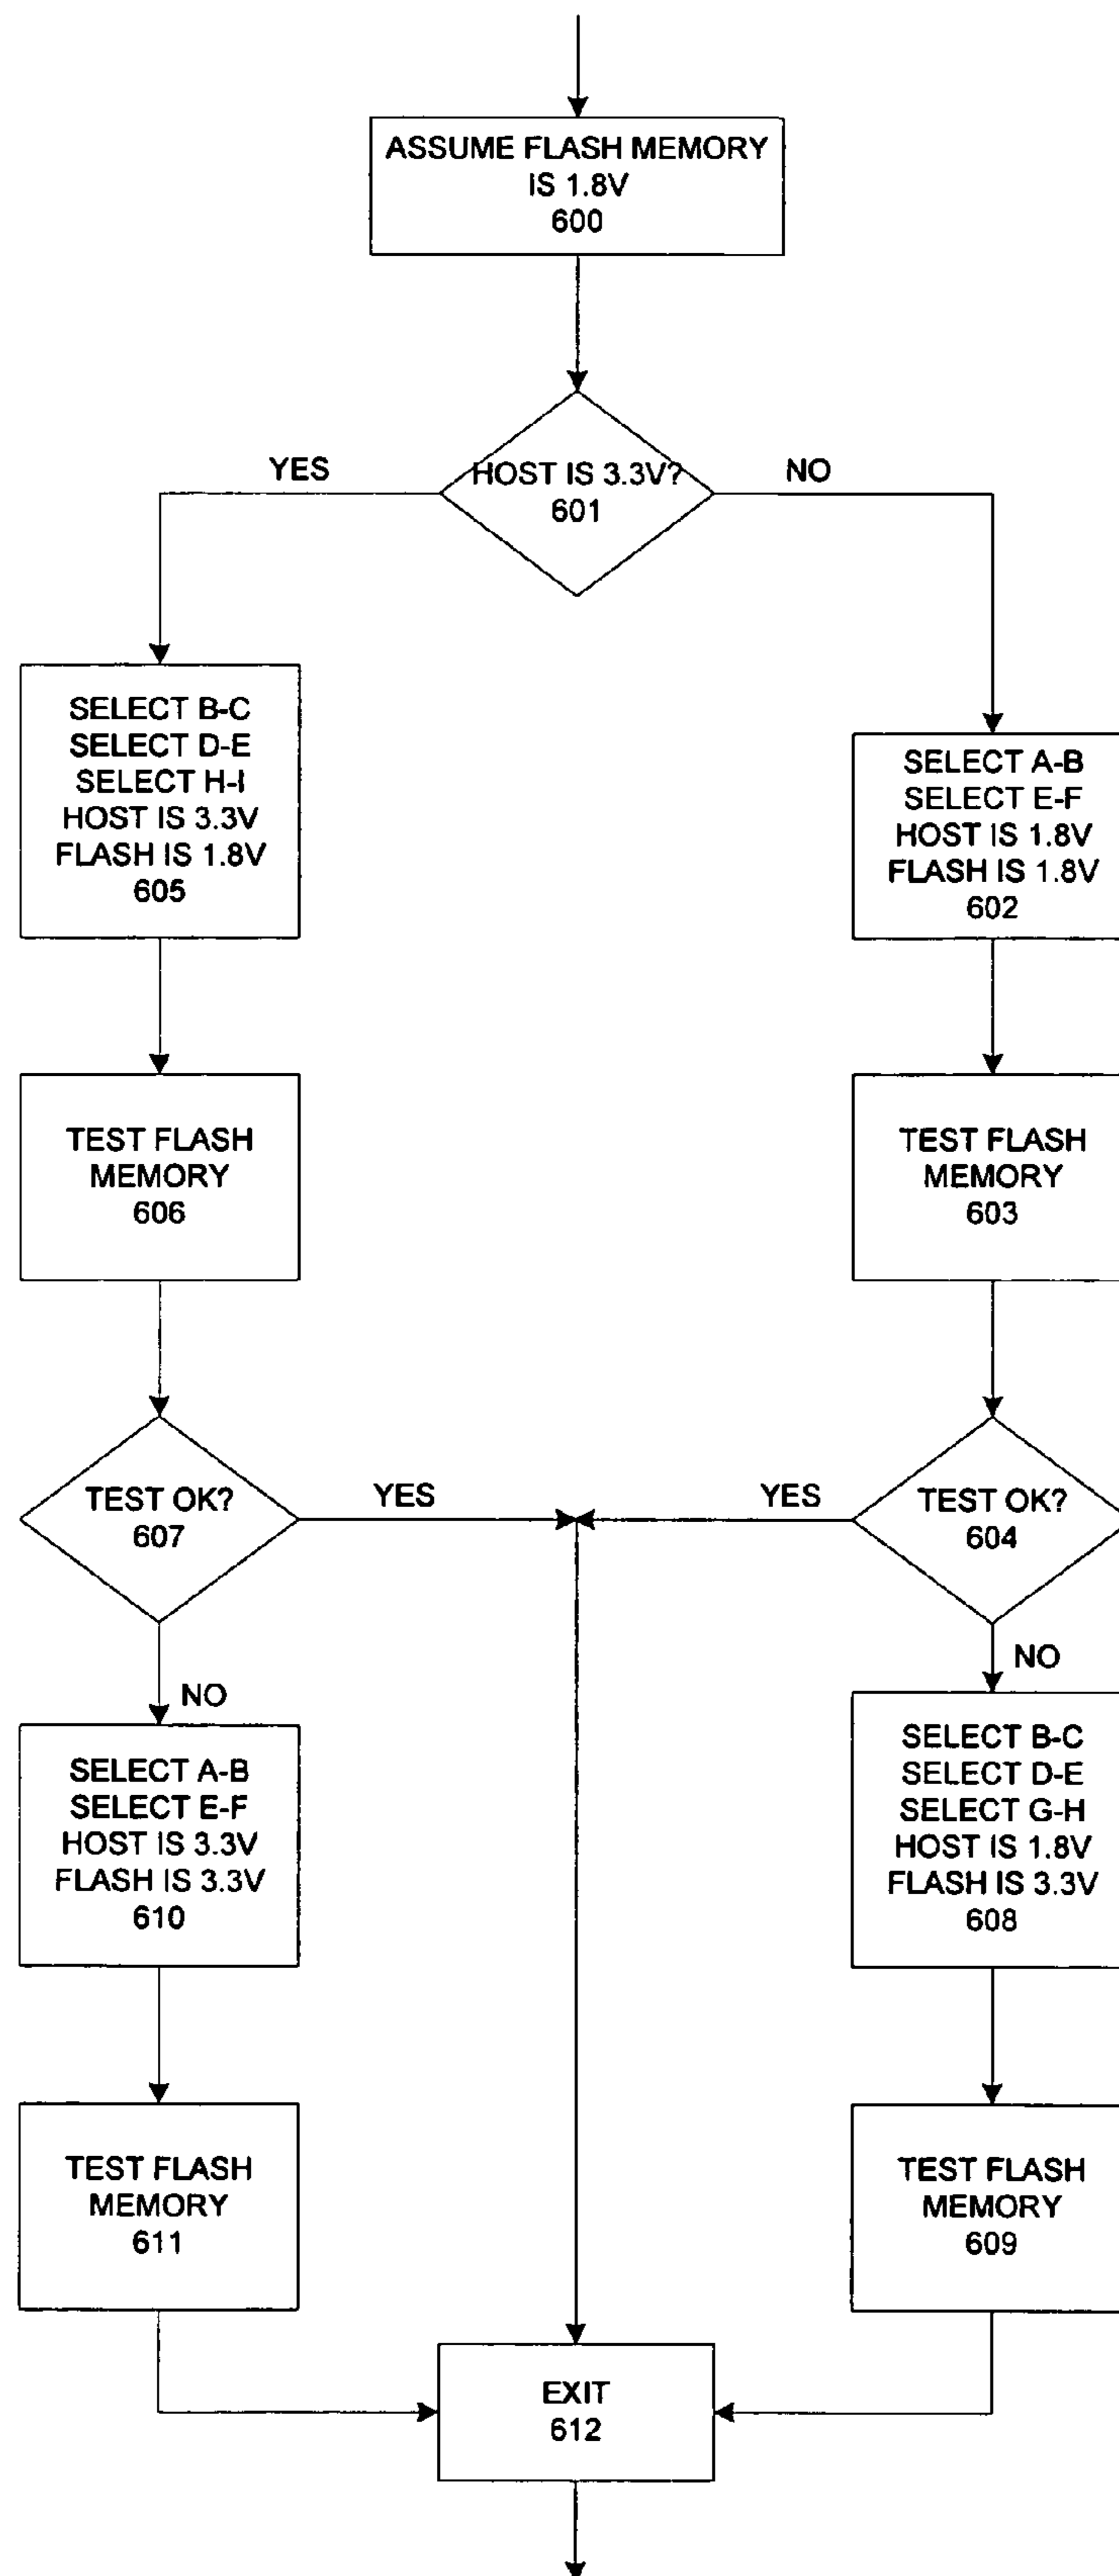 ASSUME FLASH MEMORY
IS 1.8V
600
HOST IS 3.3V?
601
YES
NO
SELECT B-C
SELECT D-E
SELECT H-I
HOST IS 3.3V
FLASH IS 1.8V
605
SELECT A-B
SELECT E-F
HOST IS 1.8V
FLASH IS 1.8V
602
TEST FLASH
MEMORY
606
TEST FLASH
MEMORY
603
TEST OK?
607
YES
YES
TEST OK?
604
NO
NO
SELECT A-B
SELECT E-F
HOST IS 3.3V
FLASH IS 3.3V
610
SELECT B-C
SELECT D-E
SELECT G-H
HOST IS 1.8V
FLASH IS 3.3V
608
TEST FLASH
MEMORY
611
TEST FLASH
MEMORY
609
EXIT
612